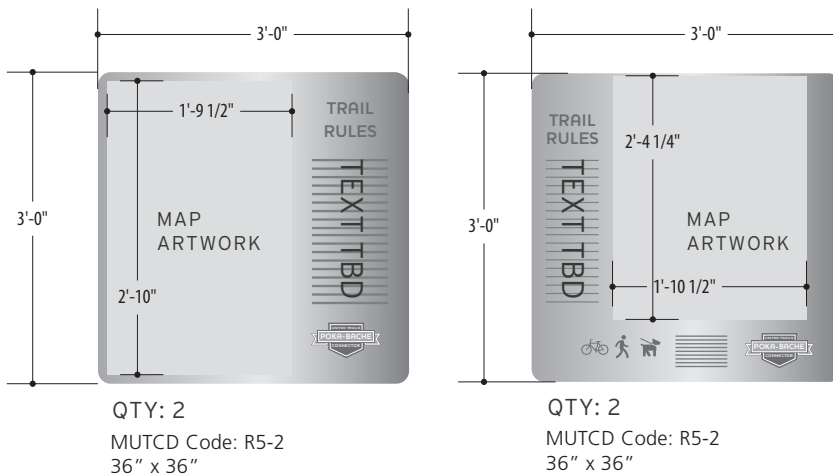 3'-0"
3'-0"
1'-9 1/2"
2'-10"
MAP
ARTWORK
TRAIL
RULES
TEXT TBD
POKA-BACHE
CONNECTOR
QTY: 2
MUTCD Code: R5-2
36” x 36”
3'-0"
3'-0"
TRAIL
RULES
TEXT TBD
2'-4 1/4"
MAP
ARTWORK
1'-10 1/2"
POKA-BACHE
CONNECTOR
QTY: 2
MUTCD Code: R5-2
36” x 36”